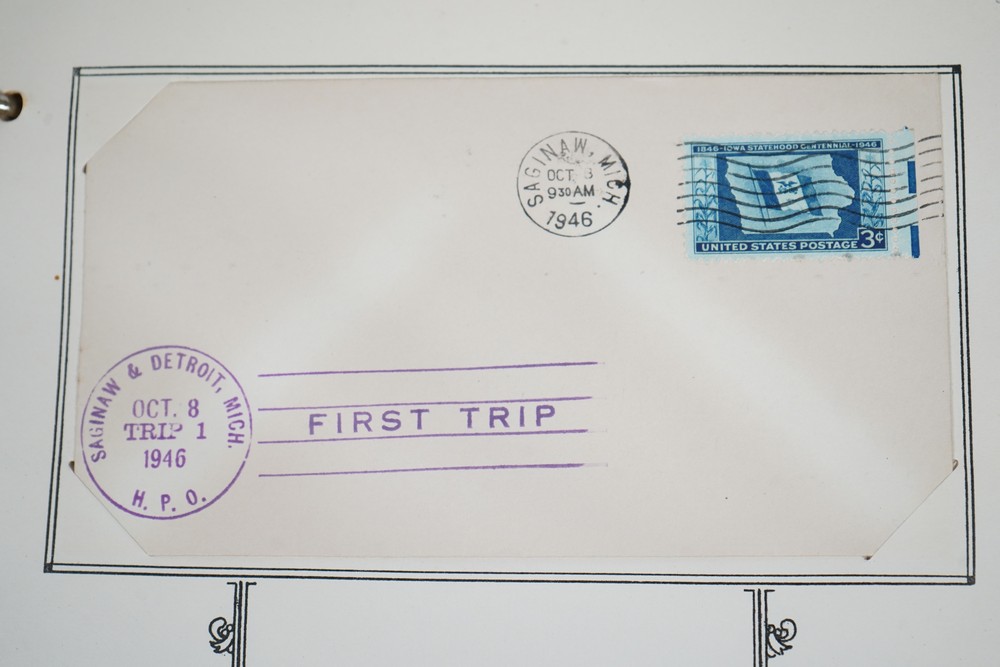 SAGINAW, MICH.
OCT. 8
9 30 AM
1946
1846-IOWA STATEHOOD CENTENNIAL-1946
UNITED STATES POSTAGE 3¢
SAGINAW & DETROIT, MICH.
OCT. 8
TRIP 1
1946
H. P. O.
FIRST TRIP